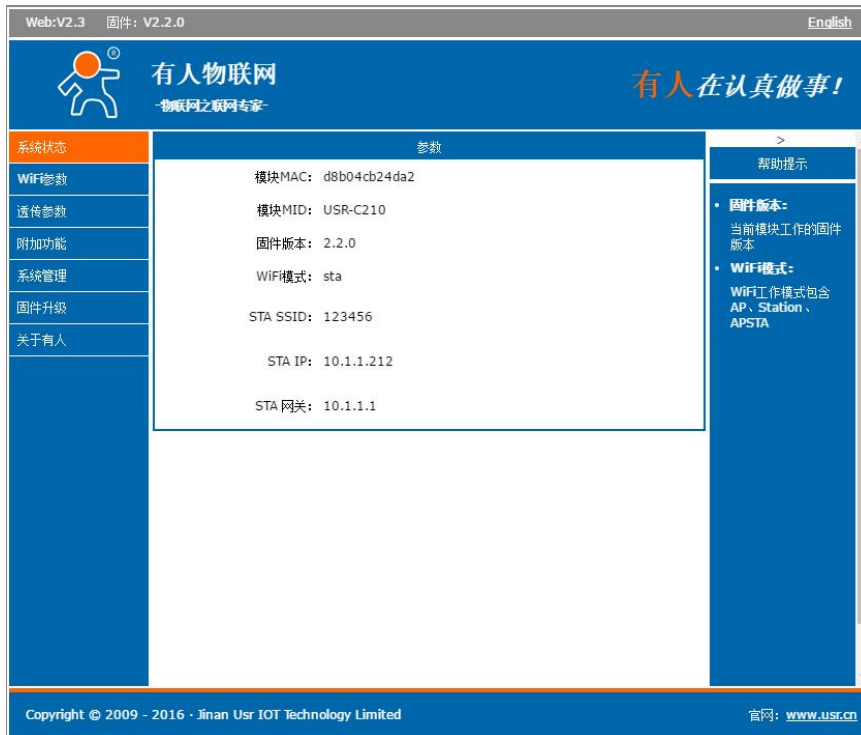 Web:V2.3 固件：V2.2.0 English
®
有人物联网
-物联网之联网专家-
有人在认真做事！
系统状态
WiFi参数
透传参数
附加功能
系统管理
固件升级
关于有人
参数
模块MAC： d8b04cb24da2
模块MID： USR-C210
固件版本： 2.2.0
WiFi模式： sta
STA SSID： 123456
STA IP： 10.1.1.212
STA 网关： 10.1.1.1
>
帮助提示
• 固件版本：
当前模块工作的固件
版本
• WiFi模式：
WiFi工作模式包含
AP、Station、
APSTA
Copyright © 2009 - 2016 · Jinan Usr IOT Technology Limited
官网：www.usr.cn